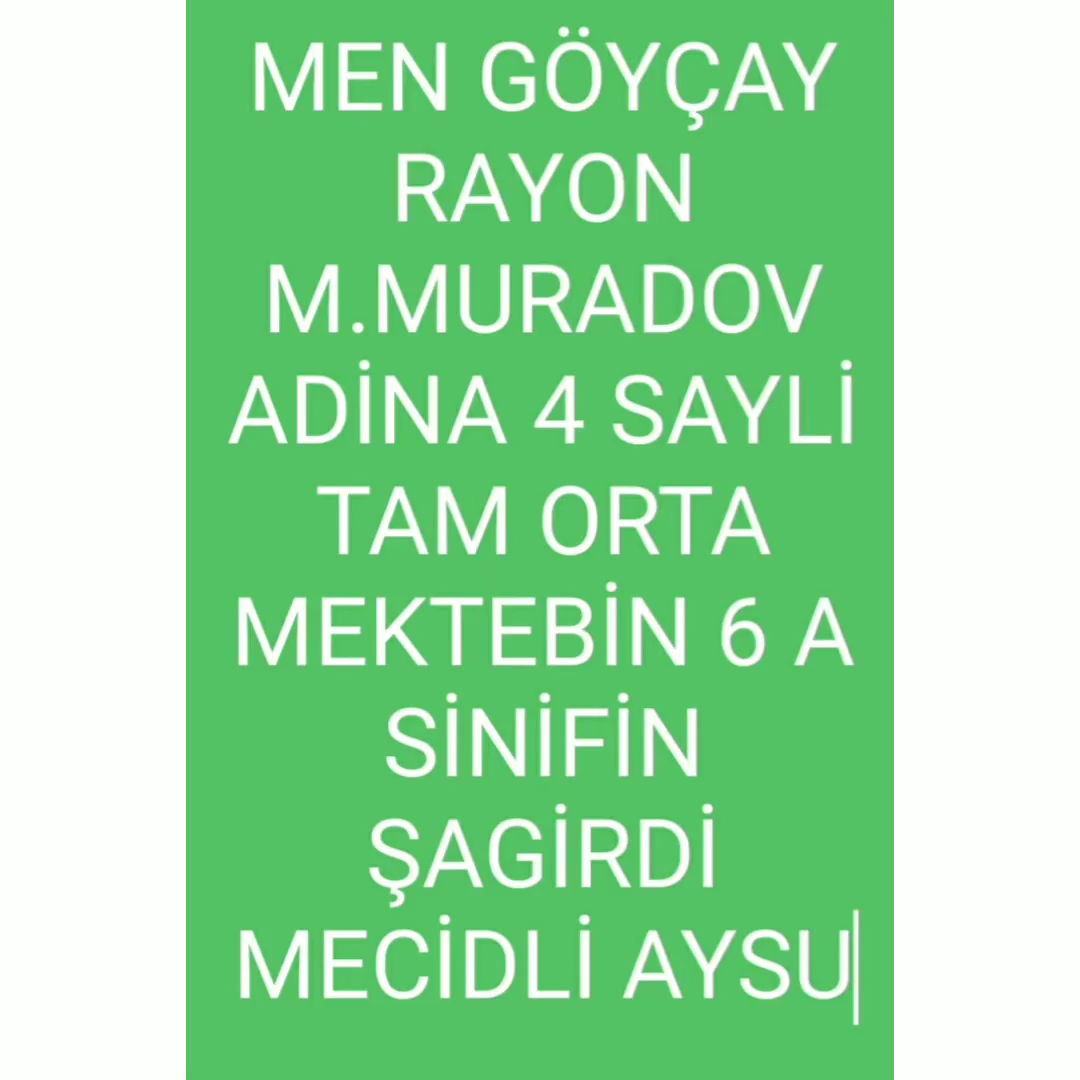 MEN GÖYÇAY
RAYON
M.MURADOV
ADİNA 4 SAYLİ
TAM ORTA
MEKTEBİN 6 A
SİNİFİN
ŞAGİRDİ
MECİDLİ AYSU